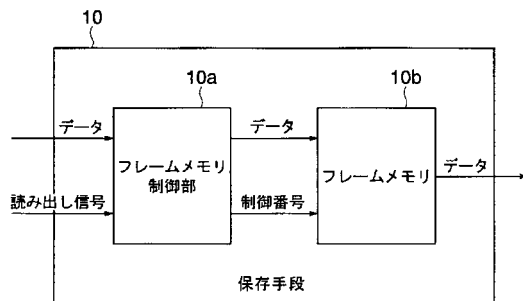 10
10a
10b
データ
データ
データ
フレームメモリ
制御部
フレームメモリ
読み出し信号
制御番号
保存手段